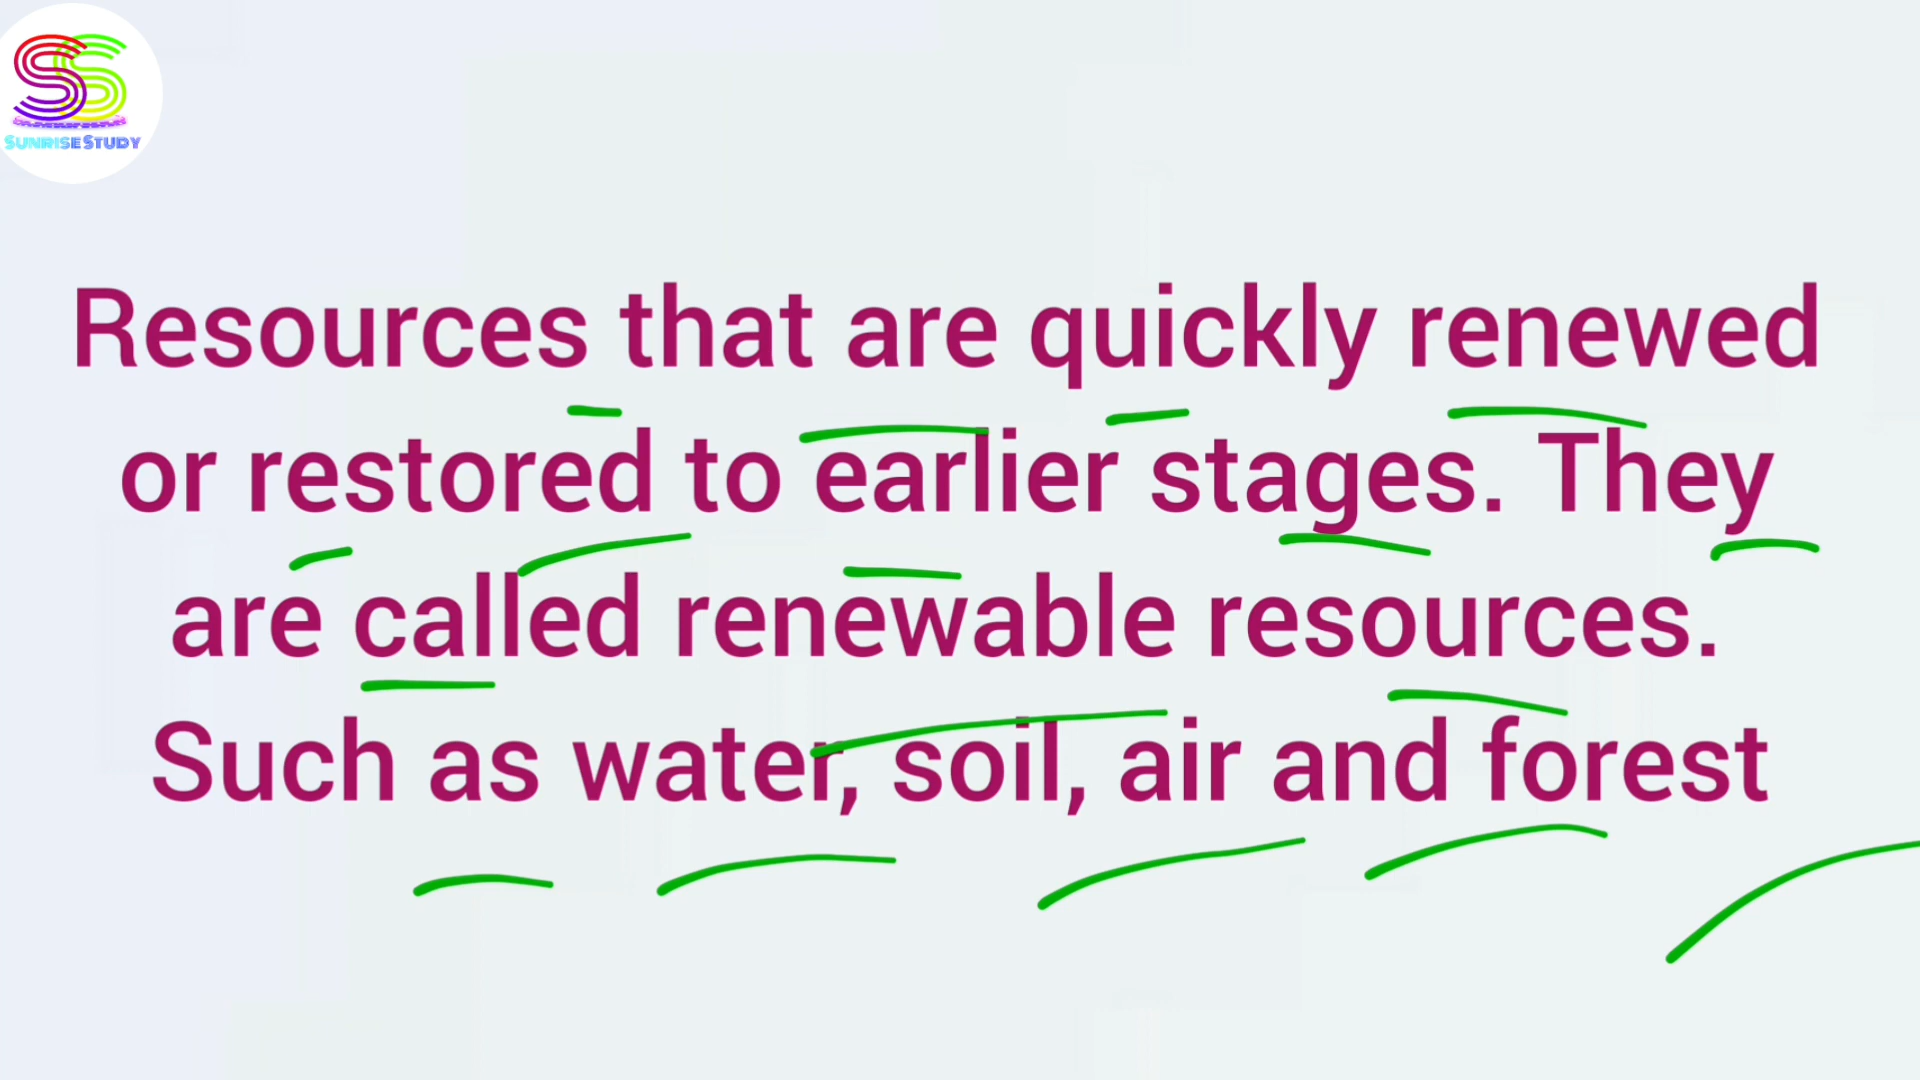 SUNRISE STUDY
Resources that are quickly renewed
or restored to earlier stages. They
are called renewable resources.
Such as water, soil, air and forest